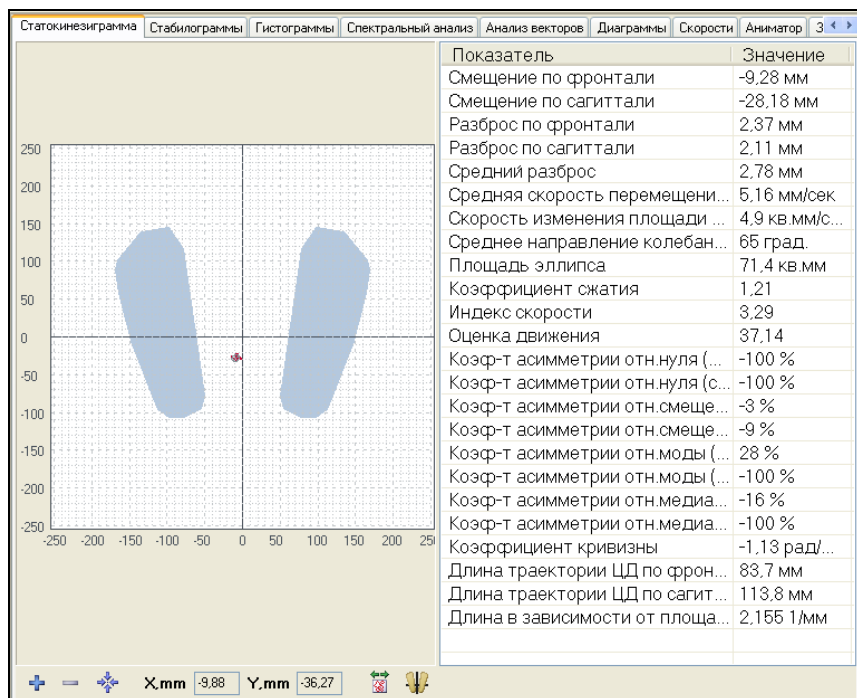 Статокинезиграмма Стабилограммы Гистограммы Спектральный анализ Анализ векторов Диаграммы Скорости Аниматор З
Показатель Значение
Смещение по фронтали -9,28 мм
Смещение по сагиттали -28,18 мм
Разброс по фронтали 2,37 мм
Разброс по сагиттали 2,11 мм
Средний разброс 2,78 мм
Средняя скорость перемещени... 5,16 мм/сек
Скорость изменения площади ... 4,9 кв.мм/с...
Среднее направление колебан... 65 град.
Площадь эллипса 71,4 кв.мм
Коэффициент сжатия 1,21
Индекс скорости 3,29
Оценка движения 37,14
Коэф-т асимметрии отн.нуля (... -100 %
Коэф-т асимметрии отн.нуля (с... -100 %
Коэф-т асимметрии отн.смеще... -3 %
Коэф-т асимметрии отн.смеще... -9 %
Коэф-т асимметрии отн.моды (... 28 %
Коэф-т асимметрии отн.моды (... -100 %
Коэф-т асимметрии отн.медиа... -16 %
Коэф-т асимметрии отн.медиа... -100 %
Коэффициент кривизны -1,13 рад/...
Длина траектории ЦД по фрон... 83,7 мм
Длина траектории ЦД по сагит... 113,8 мм
Длина в зависимости от площа... 2,155 1/мм
250
200
150
100
50
0
-50
-100
-150
-200
-250
-250 -200 -150 -100 -50 0 50 100 150 200 25
X,mm -9,88 Y,mm -36,27